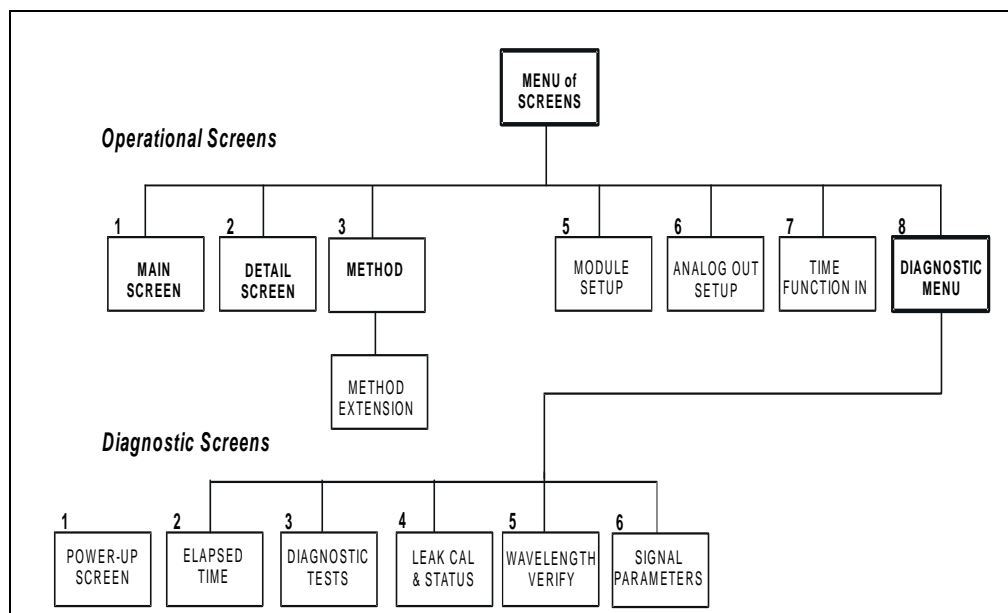 MENU of
SCREENS
Operational Screens
1
MAIN
SCREEN
2
DETAIL
SCREEN
3
METHOD
5
MODULE
SETUP
6
ANALOG OUT
SETUP
7
TIME
FUNCTION IN
8
DIAGNOSTIC
MENU
METHOD
EXTENSION
Diagnostic Screens
1
POWER-UP
SCREEN
2
ELAPSED
TIME
3
DIAGNOSTIC
TESTS
4
LEAK CAL
& STATUS
5
WAVELENGTH
VERIFY
6
SIGNAL
PARAMETERS